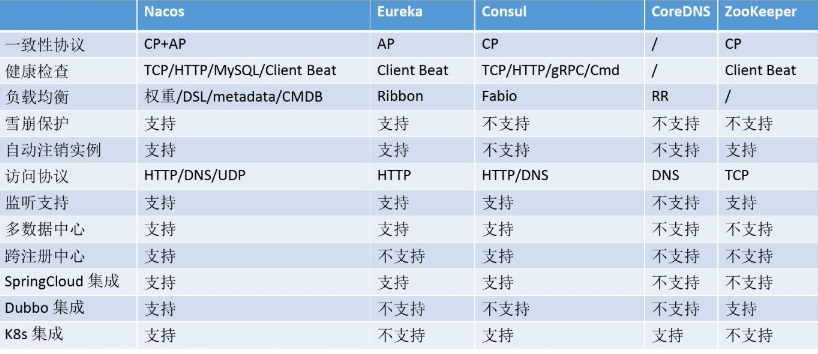 Nacos Eureka Consul CoreDNS ZooKeeper
一致性协议 CP+AP AP CP / CP
健康检查 TCP/HTTP/MySQL/Client Beat Client Beat TCP/HTTP/gRPC/Cmd / Client Beat
负载均衡 权重/DSL/metadata/CMDB Ribbon Fabio RR /
雪崩保护 支持 支持 不支持 不支持 不支持
自动注销实例 支持 支持 不支持 不支持 支持
访问协议 HTTP/DNS/UDP HTTP HTTP/DNS DNS TCP
监听支持 支持 支持 支持 不支持 支持
多数据中心 支持 支持 支持 不支持 不支持
跨注册中心 支持 不支持 支持 不支持 不支持
SpringCloud 集成 支持 支持 支持 不支持 不支持
Dubbo 集成 支持 不支持 不支持 不支持 支持
K8s 集成 支持 不支持 支持 支持 不支持